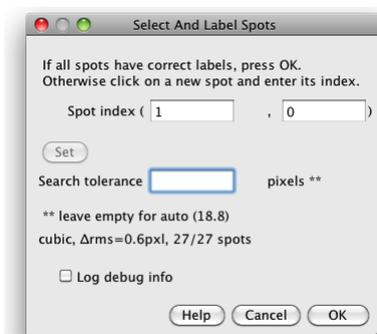 Select And Label Spots
If all spots have correct labels, press OK.
Otherwise click on a new spot and enter its index.
Spot index ( 1 , 0 )
Set
Search tolerance pixels **
** leave empty for auto (18.8)
cubic, Δrms=0.6pxl, 27/27 spots
Log debug info
Help Cancel OK